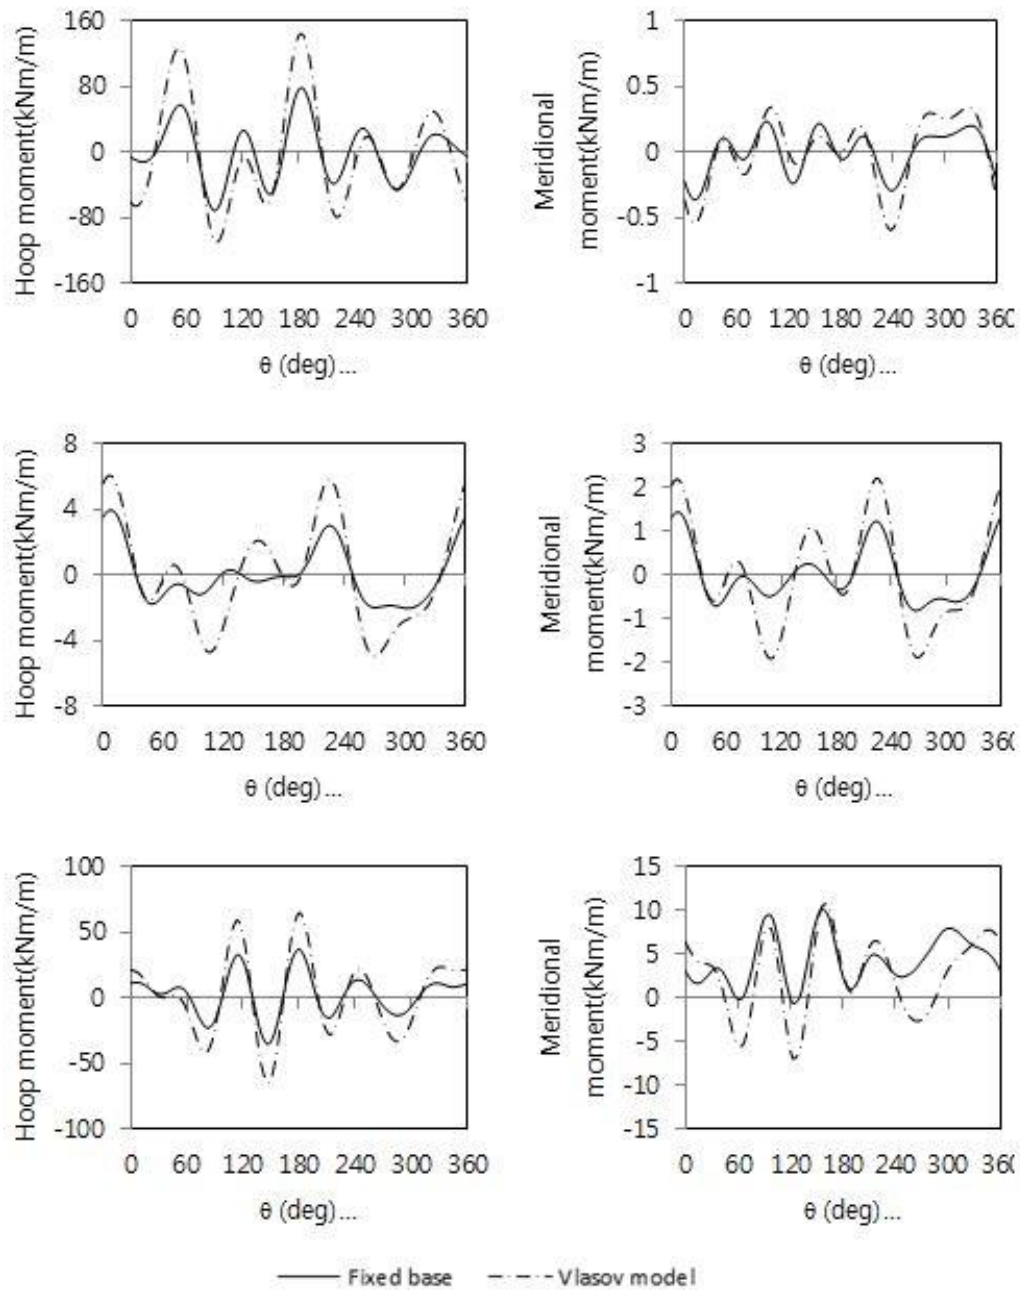 160
80
0
-80
-160
Hoop moment(kNm/m)
0 60 120 180 240 300 360
θ (deg)...
1
0.5
0
-0.5
-1
Meridional
moment(kNm/m)
0 60 120 180 240 300 360
θ (deg)...
8
4
0
-4
-8
Hoop moment(kNm/m)
0 60 120 180 240 300 360
θ (deg)...
3
2
1
0
-1
-2
-3
Meridional
moment(kNm/m)
0 60 120 180 240 300 360
θ (deg)...
100
50
0
-50
-100
Hoop moment(kNm/m)
0 60 120 180 240 300 360
θ (deg)...
15
10
5
0
-5
-10
-15
Meridional
moment(kNm/m)
0 60 120 180 240 300 360
θ (deg)...
Fixed base Vlasov model